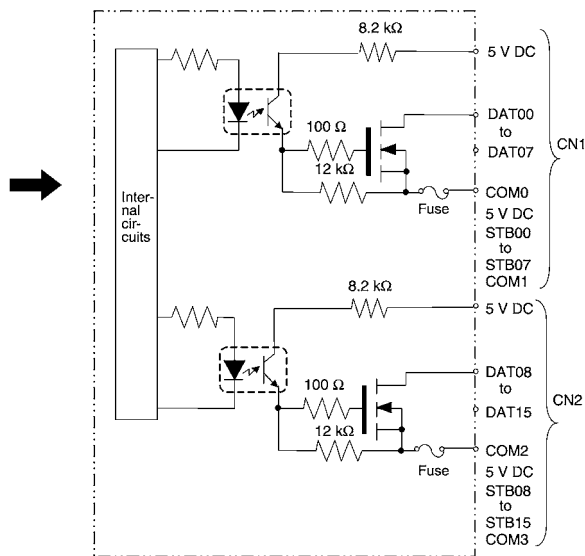 8.2 kΩ
5 V DC
DAT00
to
DAT07
CN1
100 Ω
12 kΩ
COM0
Fuse
5 V DC
STB00
to
STB07
COM1
Inter-
nal
cir-
cuits
8.2 kΩ
5 V DC
DAT08
to
DAT15
CN2
100 Ω
12 kΩ
COM2
Fuse
5 V DC
STB08
to
STB15
COM3